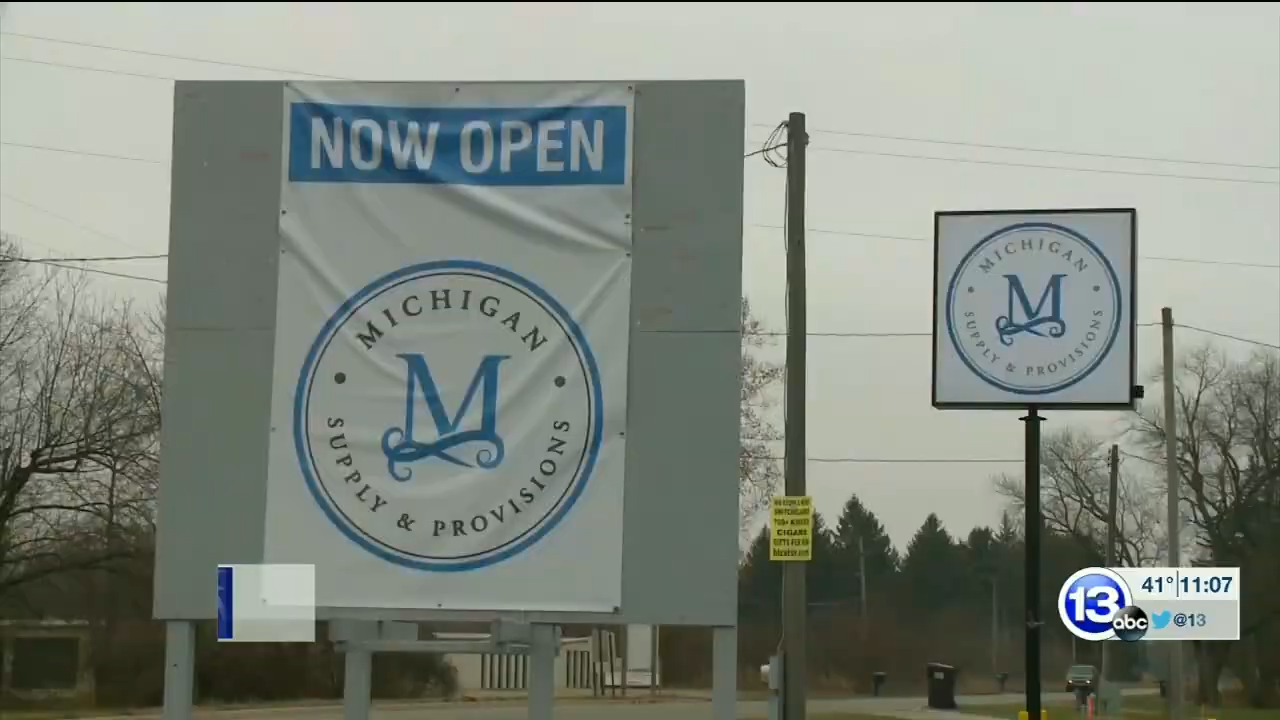 NOW OPEN
MICHIGAN
M
SUPPLY & PROVISIONS
MICHIGAN
M
SUPPLY & PROVISIONS
CIGARS
13
abc
41° 11:07
@13